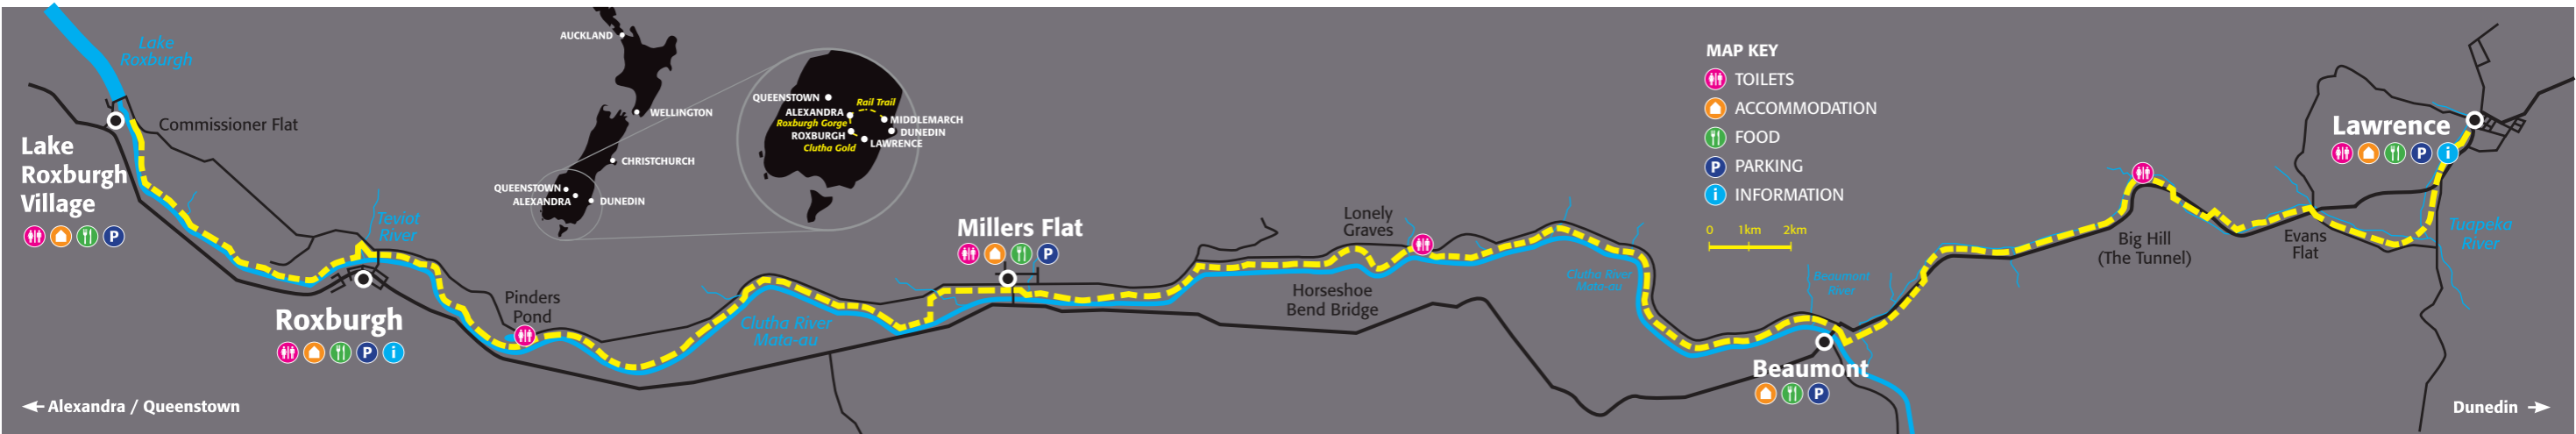 Lake
Roxburgh
Commissioner Flat
Lake
Roxburgh
Village
P
Teviot
River
Roxburgh
P i
Alexandra / Queenstown
Pinders
Pond
AUCKLAND
WELLINGTON
CHRISTCHURCH
QUEENSTOWN
ALEXANDRA
DUNEDIN
QUEENSTOWN
Rail Trail
ALEXANDRA
Roxburgh Gorge
MIDDLEMARCH
ROXBURGH
DUNEDIN
LAWRENCE
Clutha Gold
Clutha River
Mata-au
Millers Flat
P
Horseshoe
Bend Bridge
Lonely
Graves
Clutha River
Mata-au
MAP KEY
TOILETS
ACCOMMODATION
FOOD
P PARKING
i INFORMATION
0 1km 2km
Beaumont
River
Beaumont
P
Big Hill
(The Tunnel)
Evans
Flat
Lawrence
P i
Tuapeka
River
Dunedin